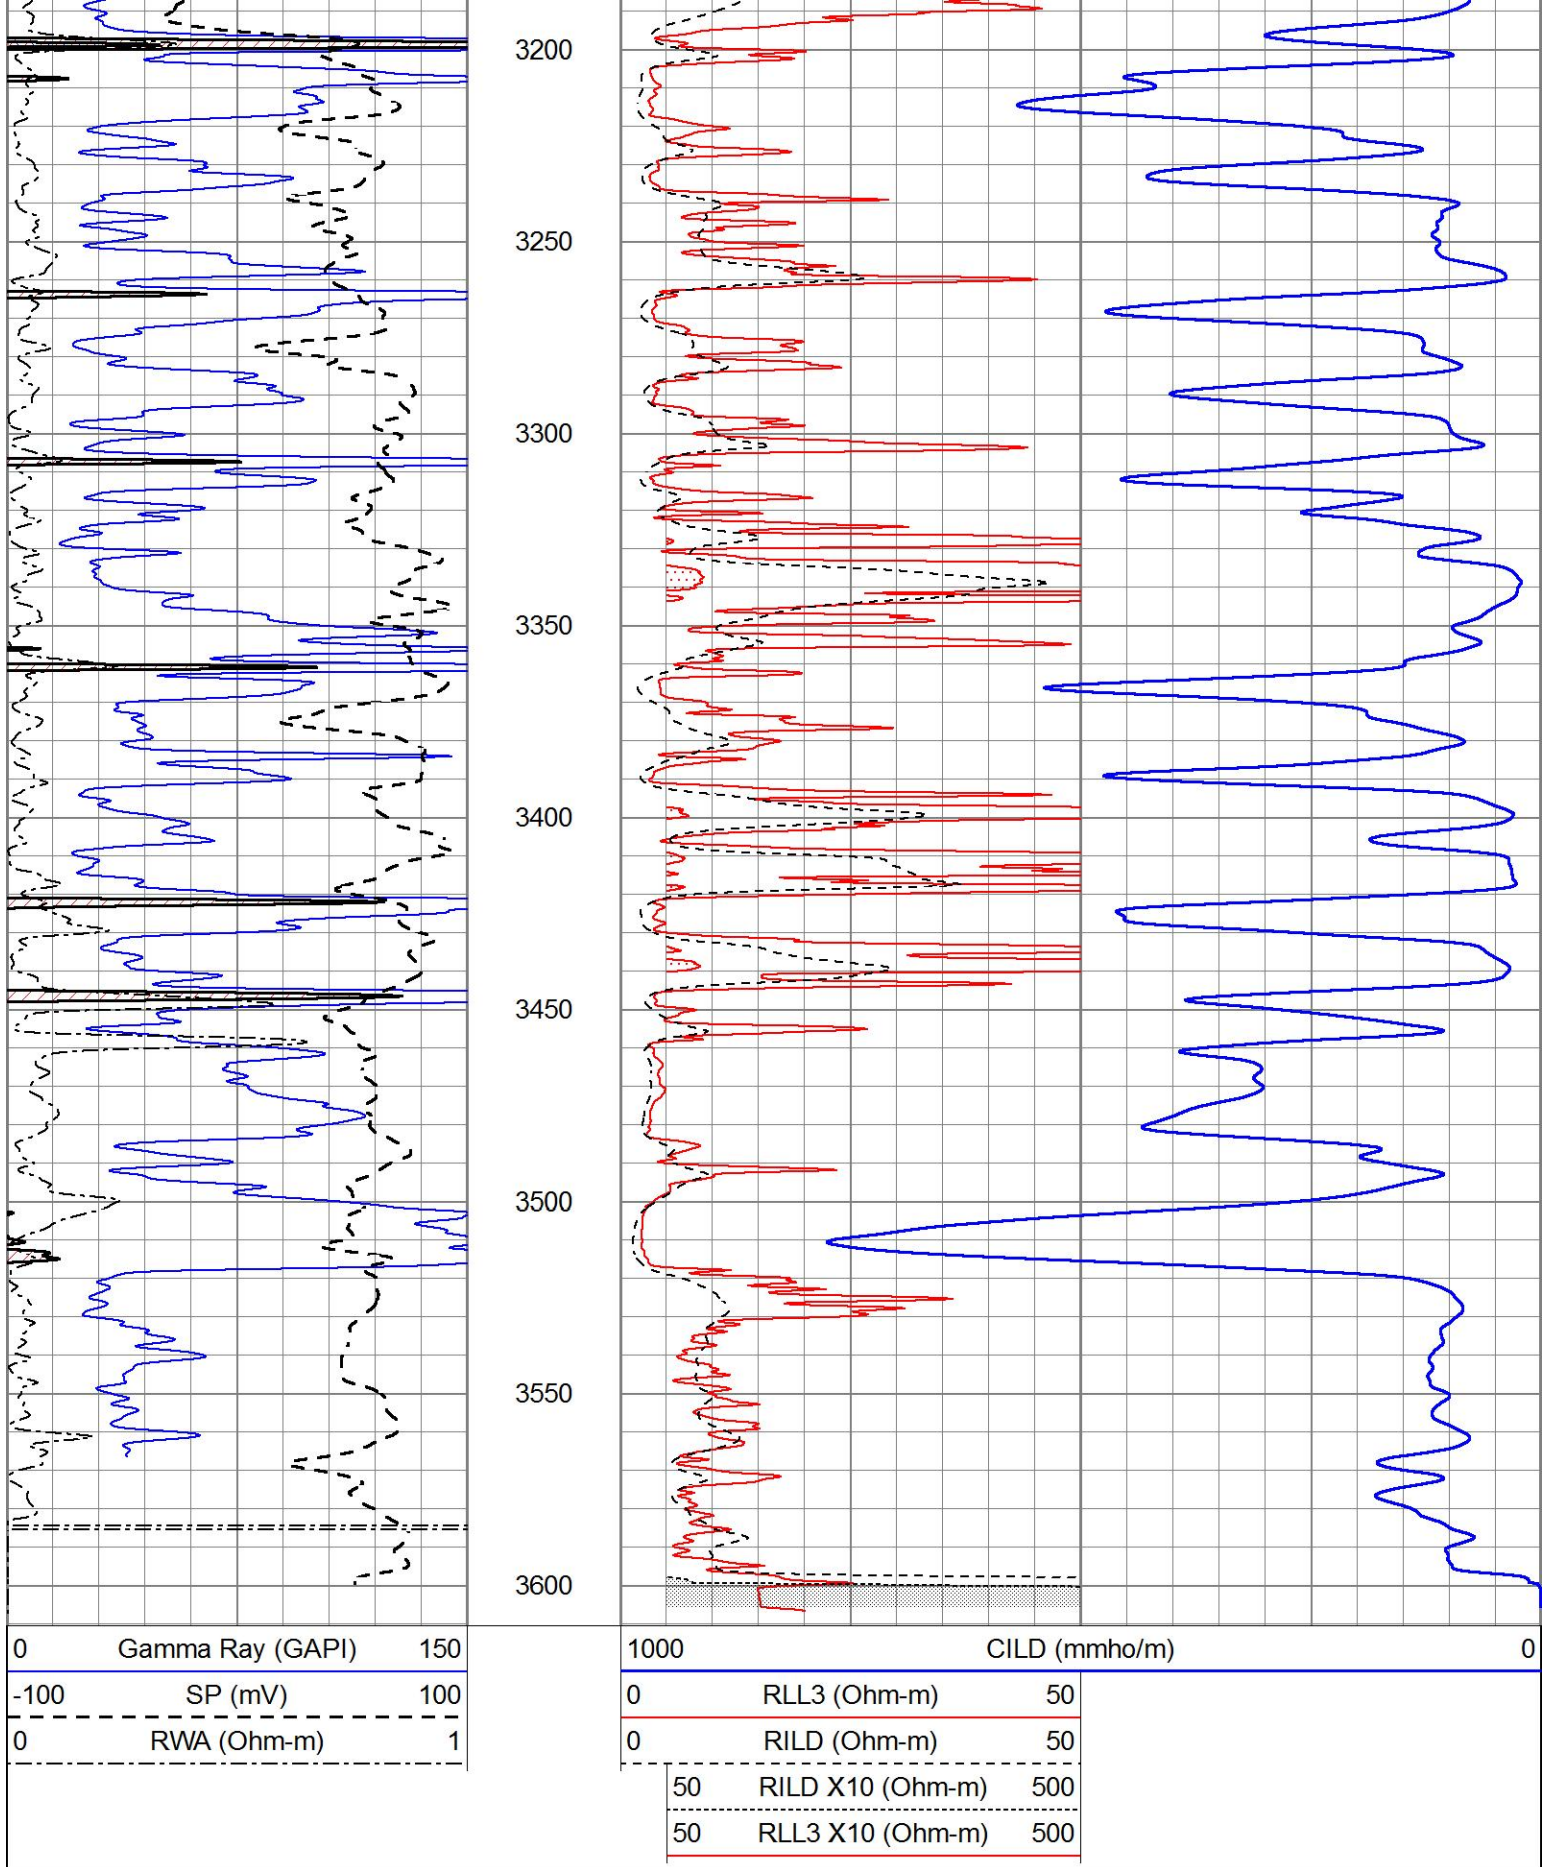 3200
3250
3300
3350
3400
3450
3500
3550
3600
0 Gamma Ray (GAPI) 150
1000 CILD (mmho/m) 0
-100 SP (mV) 100
0 RLL3 (Ohm-m) 50
0 RWA (Ohm-m) 1
0 RILD (Ohm-m) 50
50 RILD X10 (Ohm-m) 500
50 RLL3 X10 (Ohm-m) 500